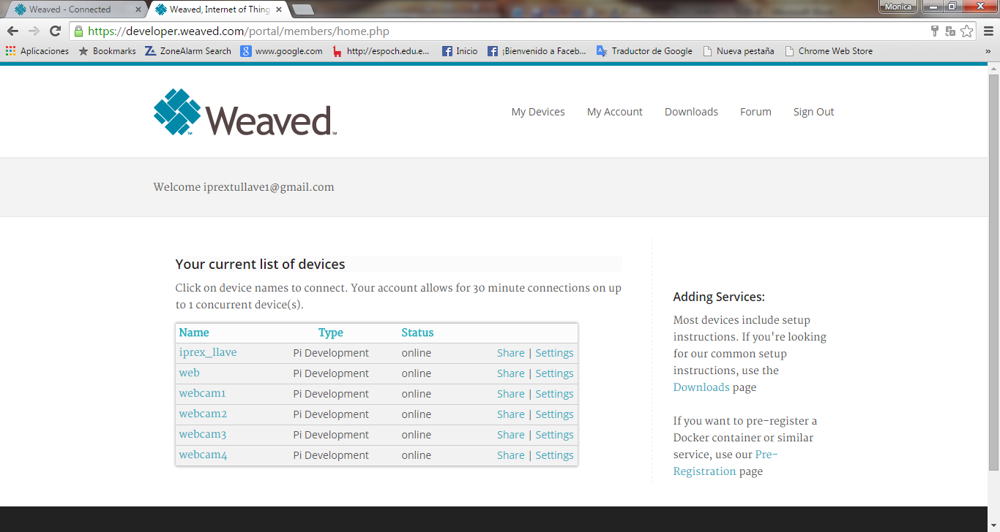 Weaved - Connected
Weaved, Internet of Thing
Monica
https://developer.weaved.com/portal/members/home.php
Aplicaciones
Bookmarks
ZoneAlarm Search
www.google.com
http://espoch.edu.e...
Inicio
¡Bienvenido a Faceb...
Traductor de Google
Nueva pestaña
Chrome Web Store
»
Weaved™
My Devices
My Account
Downloads
Forum
Sign Out
Welcome iprextullave1@gmail.com
Your current list of devices
Click on device names to connect. Your account allows for 30 minute connections on up
to 1 concurrent device(s).
Name Type Status
iprex_llave Pi Development online Share | Settings
web Pi Development online Share | Settings
webcam1 Pi Development online Share | Settings
webcam2 Pi Development online Share | Settings
webcam3 Pi Development online Share | Settings
webcam4 Pi Development online Share | Settings
Adding Services:
Most devices include setup
instructions. If you're looking
for our common setup
instructions, use the
Downloads page
If you want to pre-register a
Docker container or similar
service, use our Pre-
Registration page